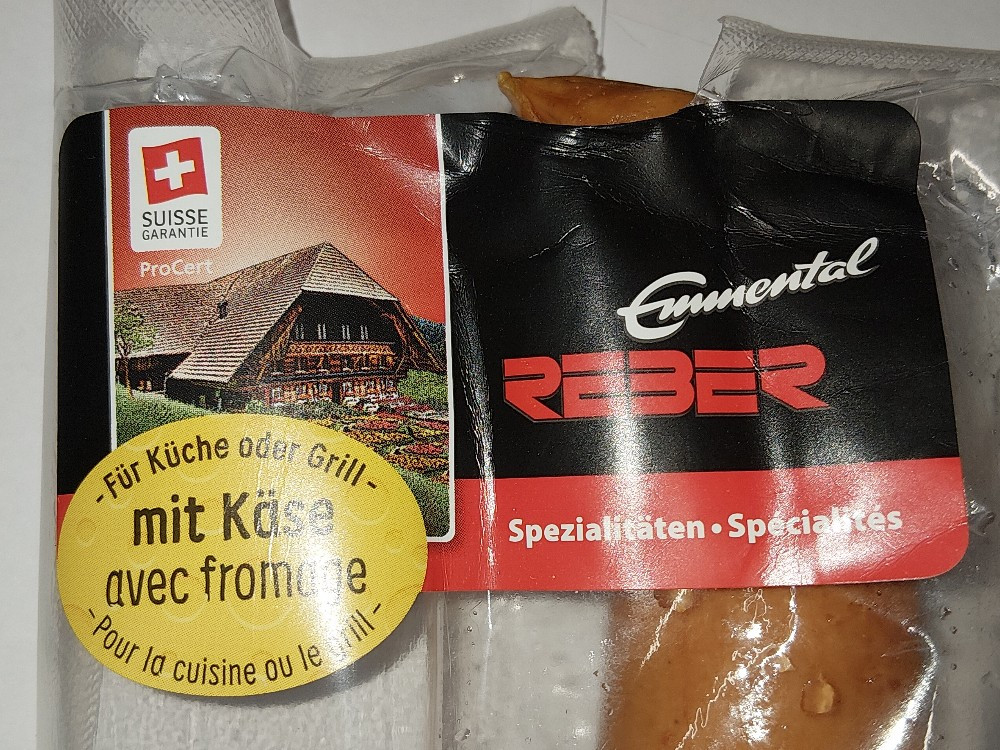 SUISSE
GARANTIE
ProCert
Emmental
REBER
Spezialitäten • Spécialités
-Für Küche oder Grill-
mit Käse
avec fromage
-Pour la cuisine ou le Grill-